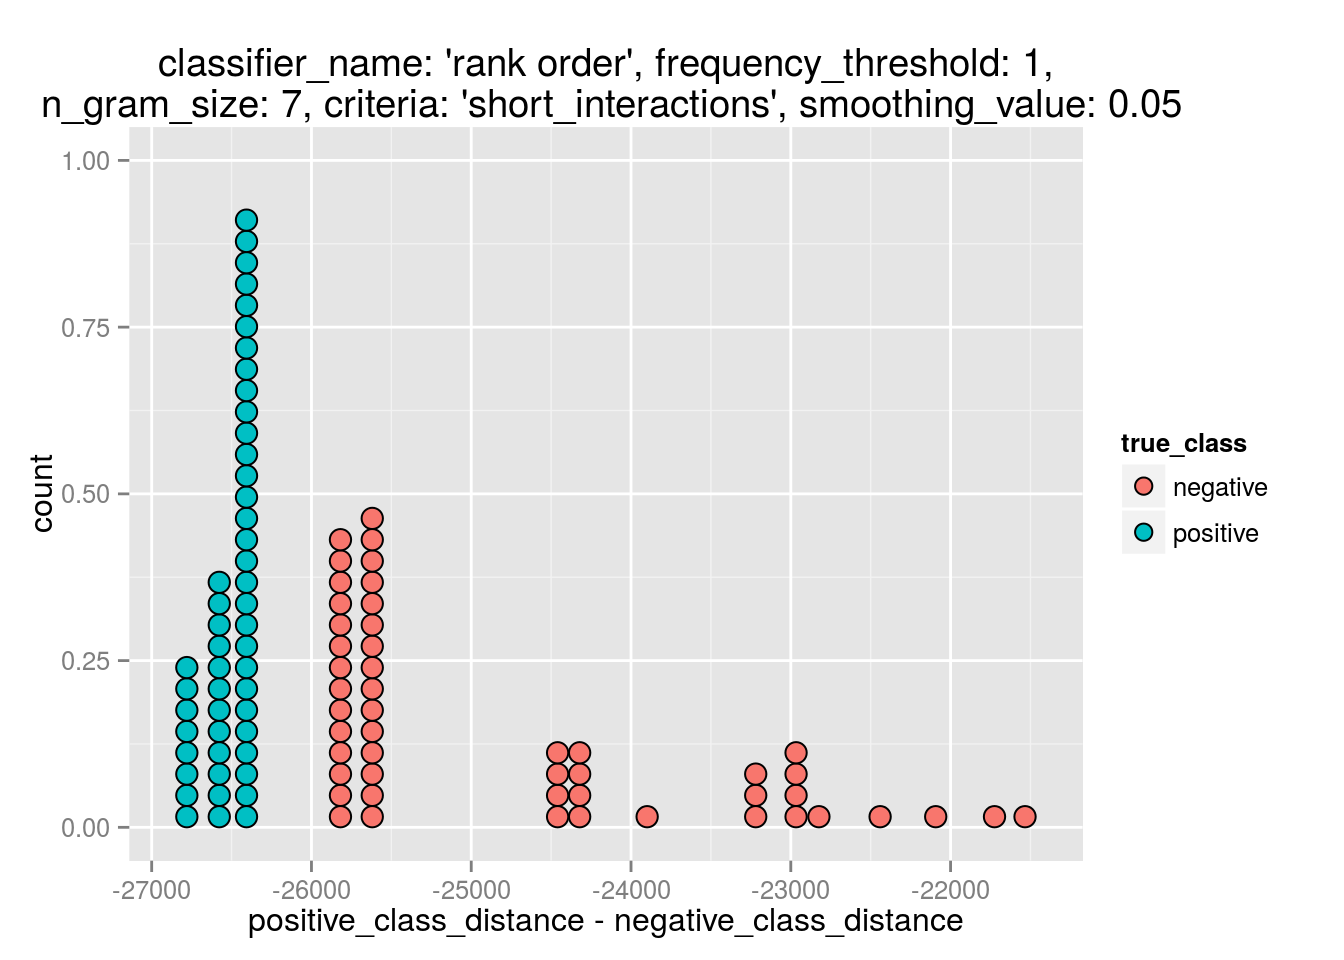 classifier_name: 'rank order', frequency_threshold: 1,
n_gram_size: 7, criteria: 'short_interactions', smoothing_value: 0.05
1.00
0.75
0.50
0.25
0.00
count
-27000 -26000 -25000 -24000 -23000 -22000
positive_class_distance - negative_class_distance
true_class
negative
positive